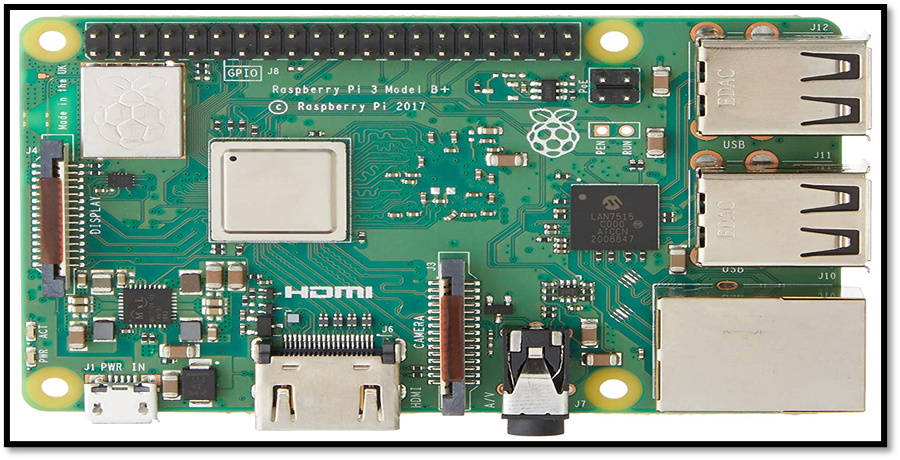 J12
GPIO
J8
Raspberry Pi 3 Model B+
© Raspberry Pi 2017
Made in the UK
PoE
EDAC
PEN
RUN
USB
J4
J11
DISPLAY
LAN7515
2008847
EDAC
USB
J3
J10
HDMI
CAMERA
J6
ACT
PWR
J1 PWR IN
HDMI
A/V
J7